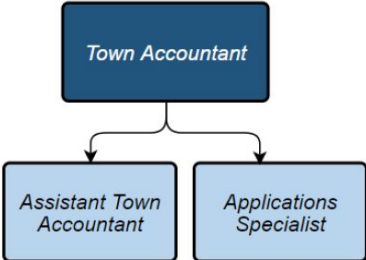 Town Accountant
Assistant Town
Accountant
Applications
Specialist